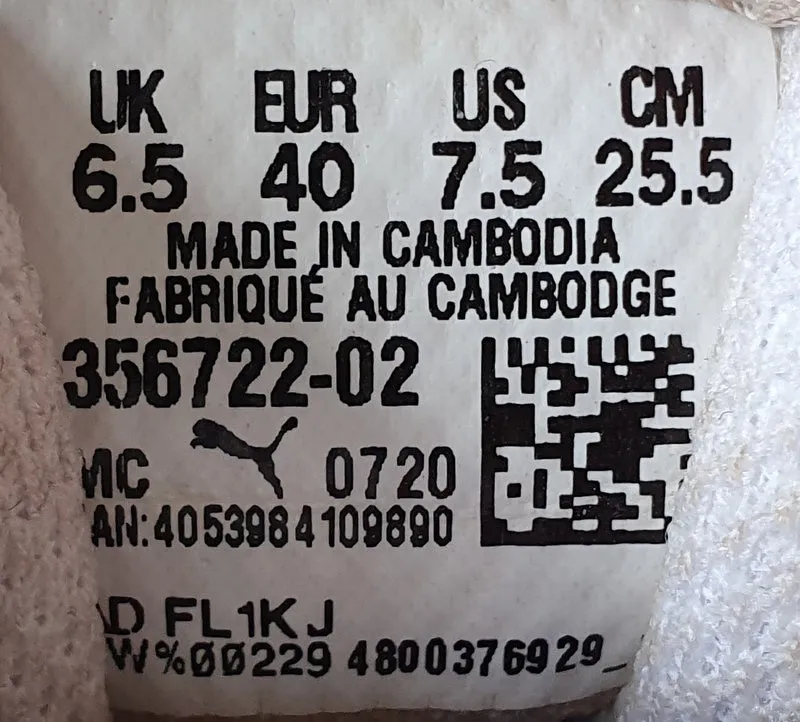 UK EUR US CM
6.5 40 7.5 25.5
MADE IN CAMBODIA
FABRIQUÉ AU CAMBODGE
356722-02
MC 0720
AN:4053984109890
D FL1KJ
W%00229 4800376929_